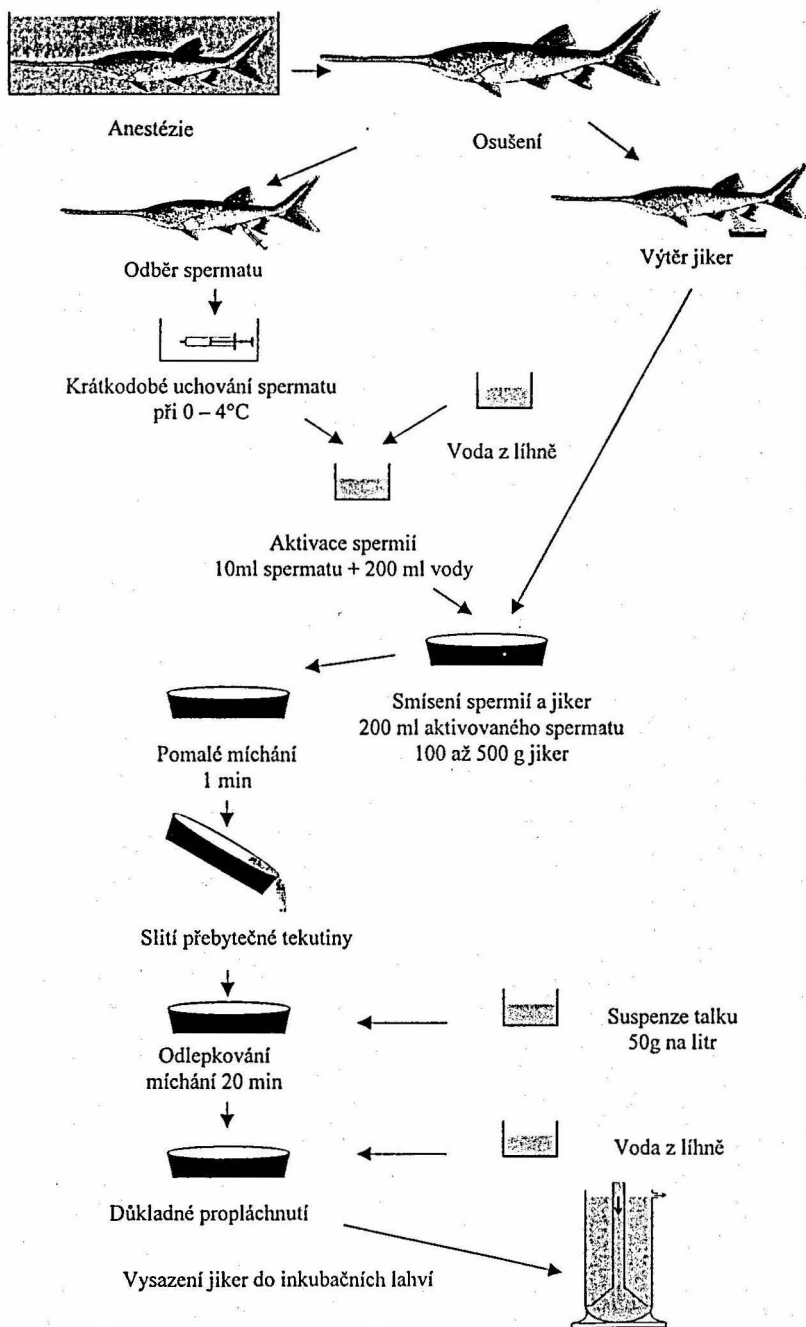 Anestézie
Osušení
Odběr spermatu
Výtěr jiker
Krátkodobé uchování spermatu
při 0 – 4°C
Voda z líhně
Aktivace spermií
10ml spermatu + 200 ml vody
Smísení spermií a jiker
200 ml aktivovaného spermatu
100 až 500 g jiker
Pomalé míchání
1 min
Slití přebytečné tekutiny
Suspenze talku
50g na litr
Odlepkování
míchání 20 min
Voda z líhně
Důkladné propláchnutí
Vysazení jiker do inkubačních lahví